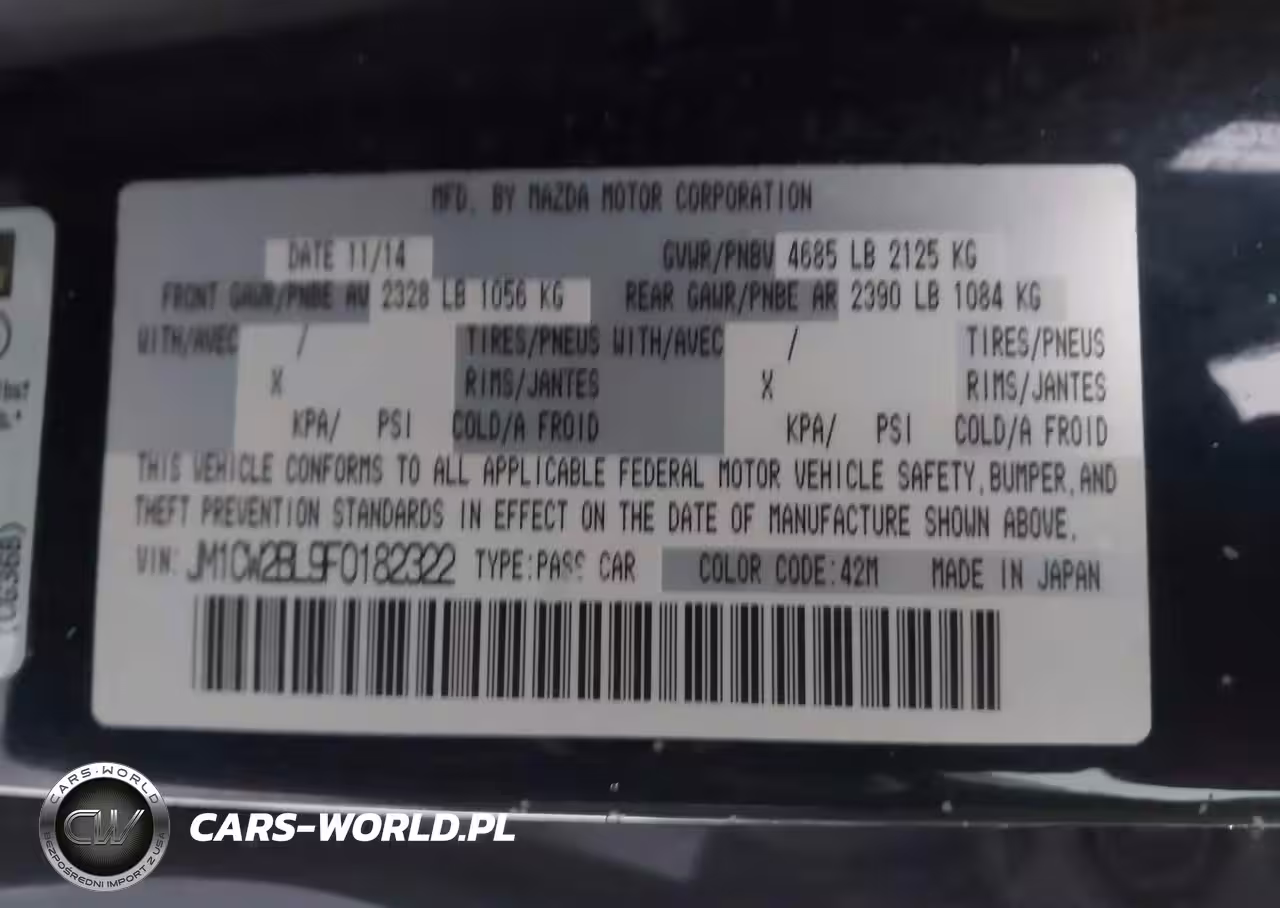 MFD. BY MAZDA MOTOR CORPORATION
DATE 11/14 GVWR/PNBV 4685 LB 2125 KG
FRONT GAWR/PNBE AV 2328 LB 1056 KG REAR GAWR/PNBE AR 2390 LB 1084 KG
WITH/AVEC / TIRES/PNEUS WITH/AVEC / TIRES/PNEUS
X RIMS/JANTES X RIMS/JANTES
KPA/ PSI COLD/A FROID KPA/ PSI COLD/A FROID
THIS VEHICLE CONFORMS TO ALL APPLICABLE FEDERAL MOTOR VEHICLE SAFETY, BUMPER, AND
THEFT PREVENTION STANDARDS IN EFFECT ON THE DATE OF MANUFACTURE SHOWN ABOVE.
VIN: JM1CW2BL9F0182322 TYPE:PASS CAR COLOR CODE:42M MADE IN JAPAN
CARS-WORLD
CW
BEZPOŚREDNI IMPORT Z USA
CARS-WORLD.PL